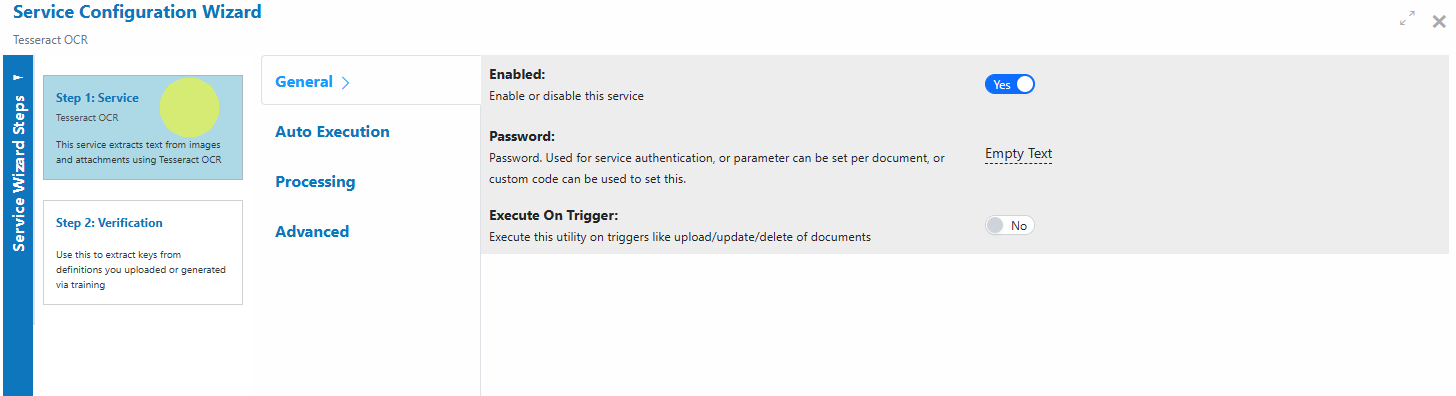 Service Configuration Wizard
Tesseract OCR
Service Wizard Steps
Step 1: Service
Tesseract OCR
This service extracts text from images
and attachments using Tesseract OCR
Step 2: Verification
Use this to extract keys from
definitions you uploaded or generated
via training
General
Auto Execution
Processing
Advanced
Enabled:
Enable or disable this service
Yes
Password:
Password. Used for service authentication, or parameter can be set per document, or
custom code can be used to set this.
Empty Text
Execute On Trigger:
Execute this utility on triggers like upload/update/delete of documents
No